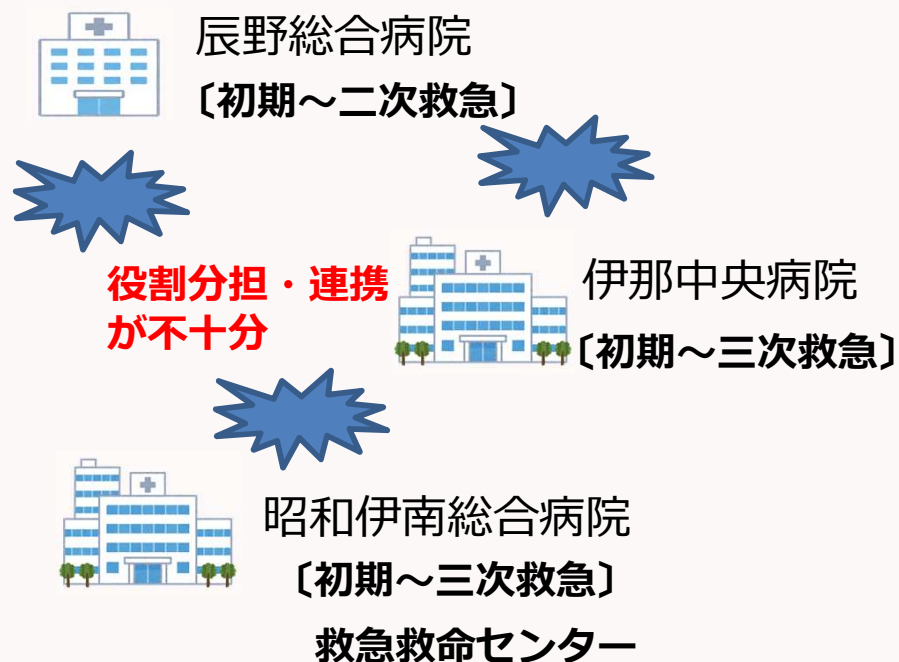 辰野総合病院
〔初期～二次救急〕
役割分担・連携
が不十分
伊那中央病院
〔初期～三次救急〕
昭和伊南総合病院
〔初期～三次救急〕
救急救命センター